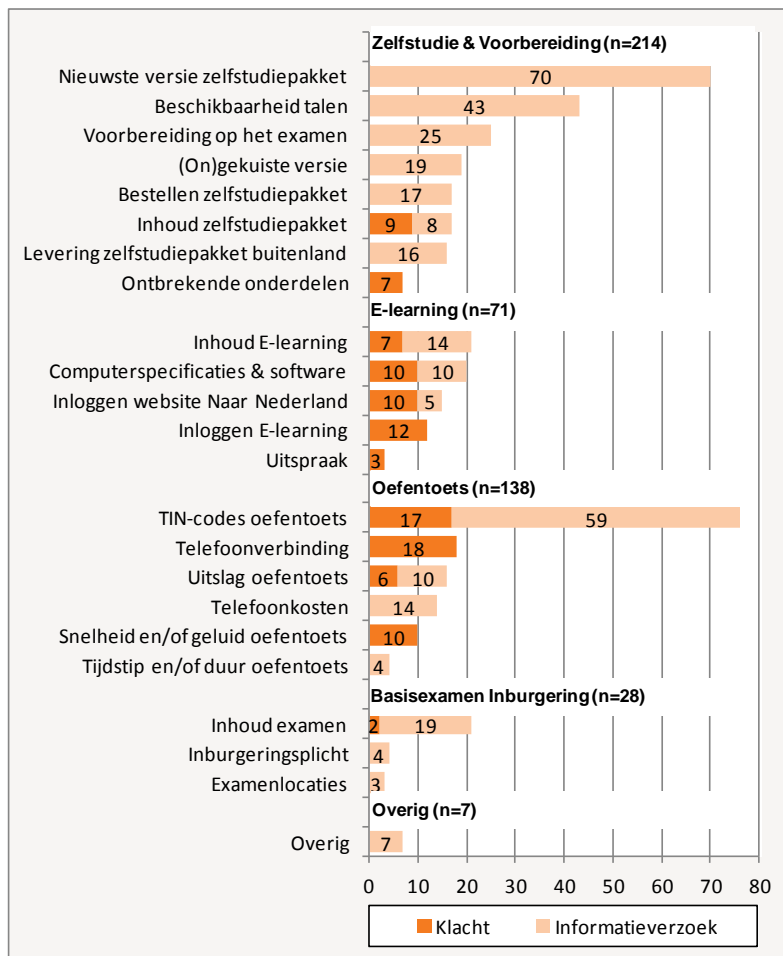 Zelfstudie & Voorbereiding (n=214)
Nieuwste versie zelfstudiepakket 70
Beschikbaarheid talen 43
Voorbereiding op het examen 25
(On)gekuiste versie 19
Bestellen zelfstudiepakket 17
Inhoud zelfstudiepakket 9 8
Levering zelfstudiepakket buitenland 16
Ontbrekende onderdelen 7
E-learning (n=71)
Inhoud E-learning 7 14
Computerspecificaties & software 10 10
Inloggen website Naar Nederland 10 5
Inloggen E-learning 12
Uitspraak 3
Oefentoets (n=138)
TIN-codes oefentoets 17 59
Telefoonverbinding 18
Uitslag oefentoets 6 10
Telefoonkosten 14
Snelheid en/of geluid oefentoets 10
Tijdstip en/of duur oefentoets 4
Basisexamen Inburgering (n=28)
Inhoud examen 2 19
Inburgeringsplicht 4
Examenlocaties 3
Overig (n=7)
Overig 7
0 10 20 30 40 50 60 70 80
Klacht Informatieverzoek